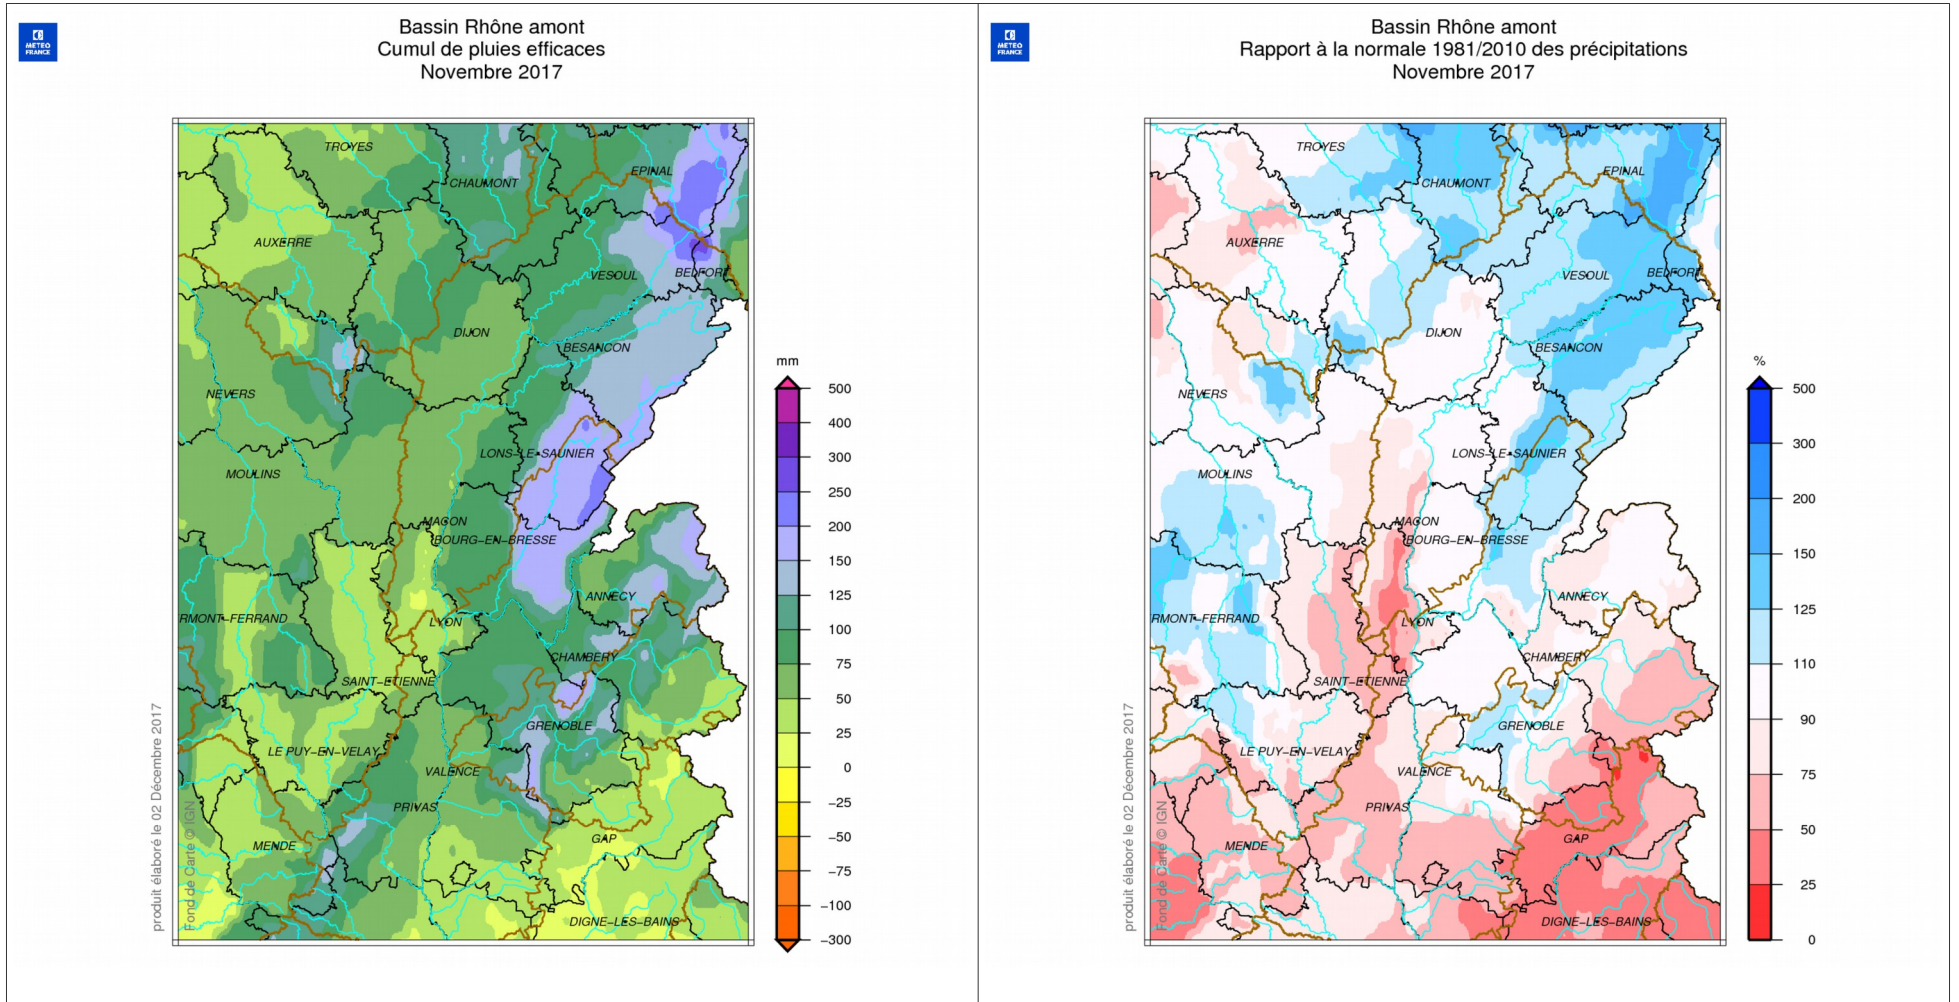 METEO
FRANCE
Bassin Rhône amont
Cumul de pluies efficaces
Novembre 2017
TROYES
CHAUMONT
EPINAL
AUXERRE
VESOUL
BELFORT
DIJON
BESANCON
NEVERS
LONS-LE-SAUNIER
MOULINS
MACON
BOURG-EN-BRESSE
ANNECY
RMONT-FERRAND
LYON
CHAMBERY
SAINT-ETIENNE
GRENOBLE
LE PUY-EN-VELAY
VALENCE
PRIVAS
GAP
MENDE
DIGNE-LES-BAINS
produit élaboré le 02 Décembre 2017
Fond de Carte © IGN
mm
500
400
300
250
200
150
125
100
75
50
25
0
−25
−50
−75
−100
−300
METEO
FRANCE
Bassin Rhône amont
Rapport à la normale 1981/2010 des précipitations
Novembre 2017
TROYES
CHAUMONT
EPINAL
AUXERRE
VESOUL
BELFORT
DIJON
BESANCON
NEVERS
LONS-LE-SAUNIER
MOULINS
MACON
BOURG-EN-BRESSE
ANNECY
RMONT-FERRAND
LYON
CHAMBERY
SAINT-ETIENNE
GRENOBLE
LE PUY-EN-VELAY
VALENCE
PRIVAS
GAP
MENDE
DIGNE-LES-BAINS
produit élaboré le 02 Décembre 2017
Fond de Carte © IGN
%
500
300
200
150
125
110
90
75
50
25
0